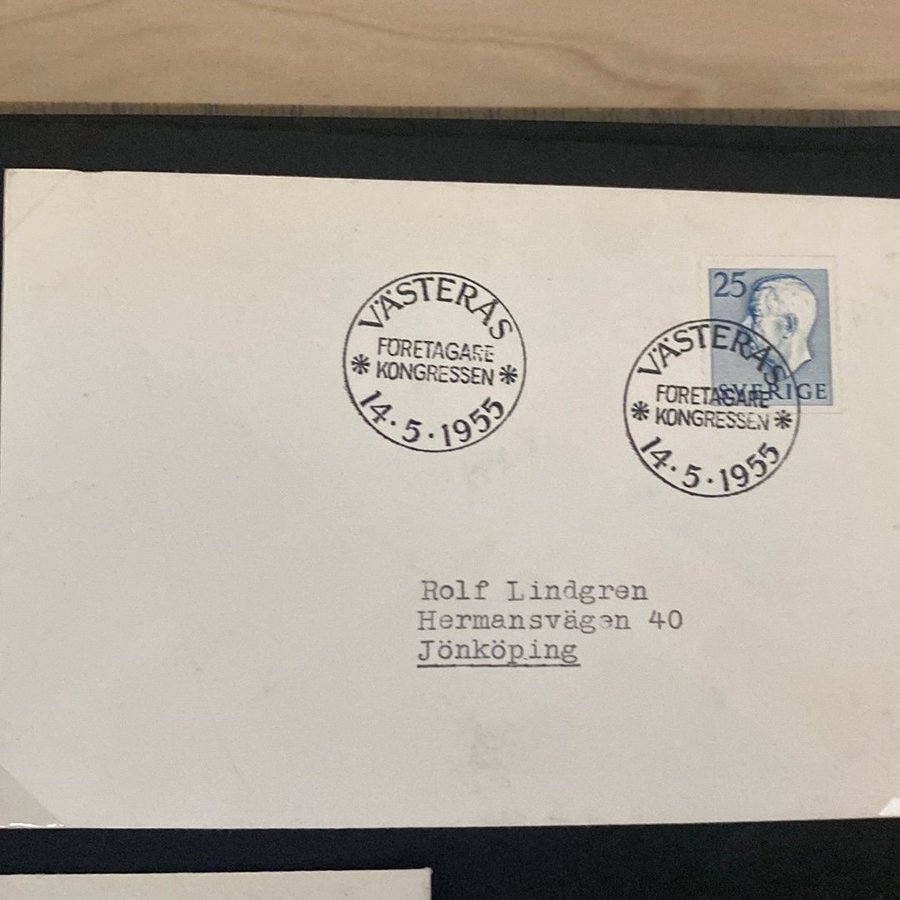 VÄSTERÅS
FÖRETAGARE
* KONGRESSEN *
14.5.1955
25
SVERIGE
VÄSTERÅS
FÖRETAGARE
* KONGRESSEN *
14.5.1955
Rolf Lindgren
Hermansvägen 40
Jönköping